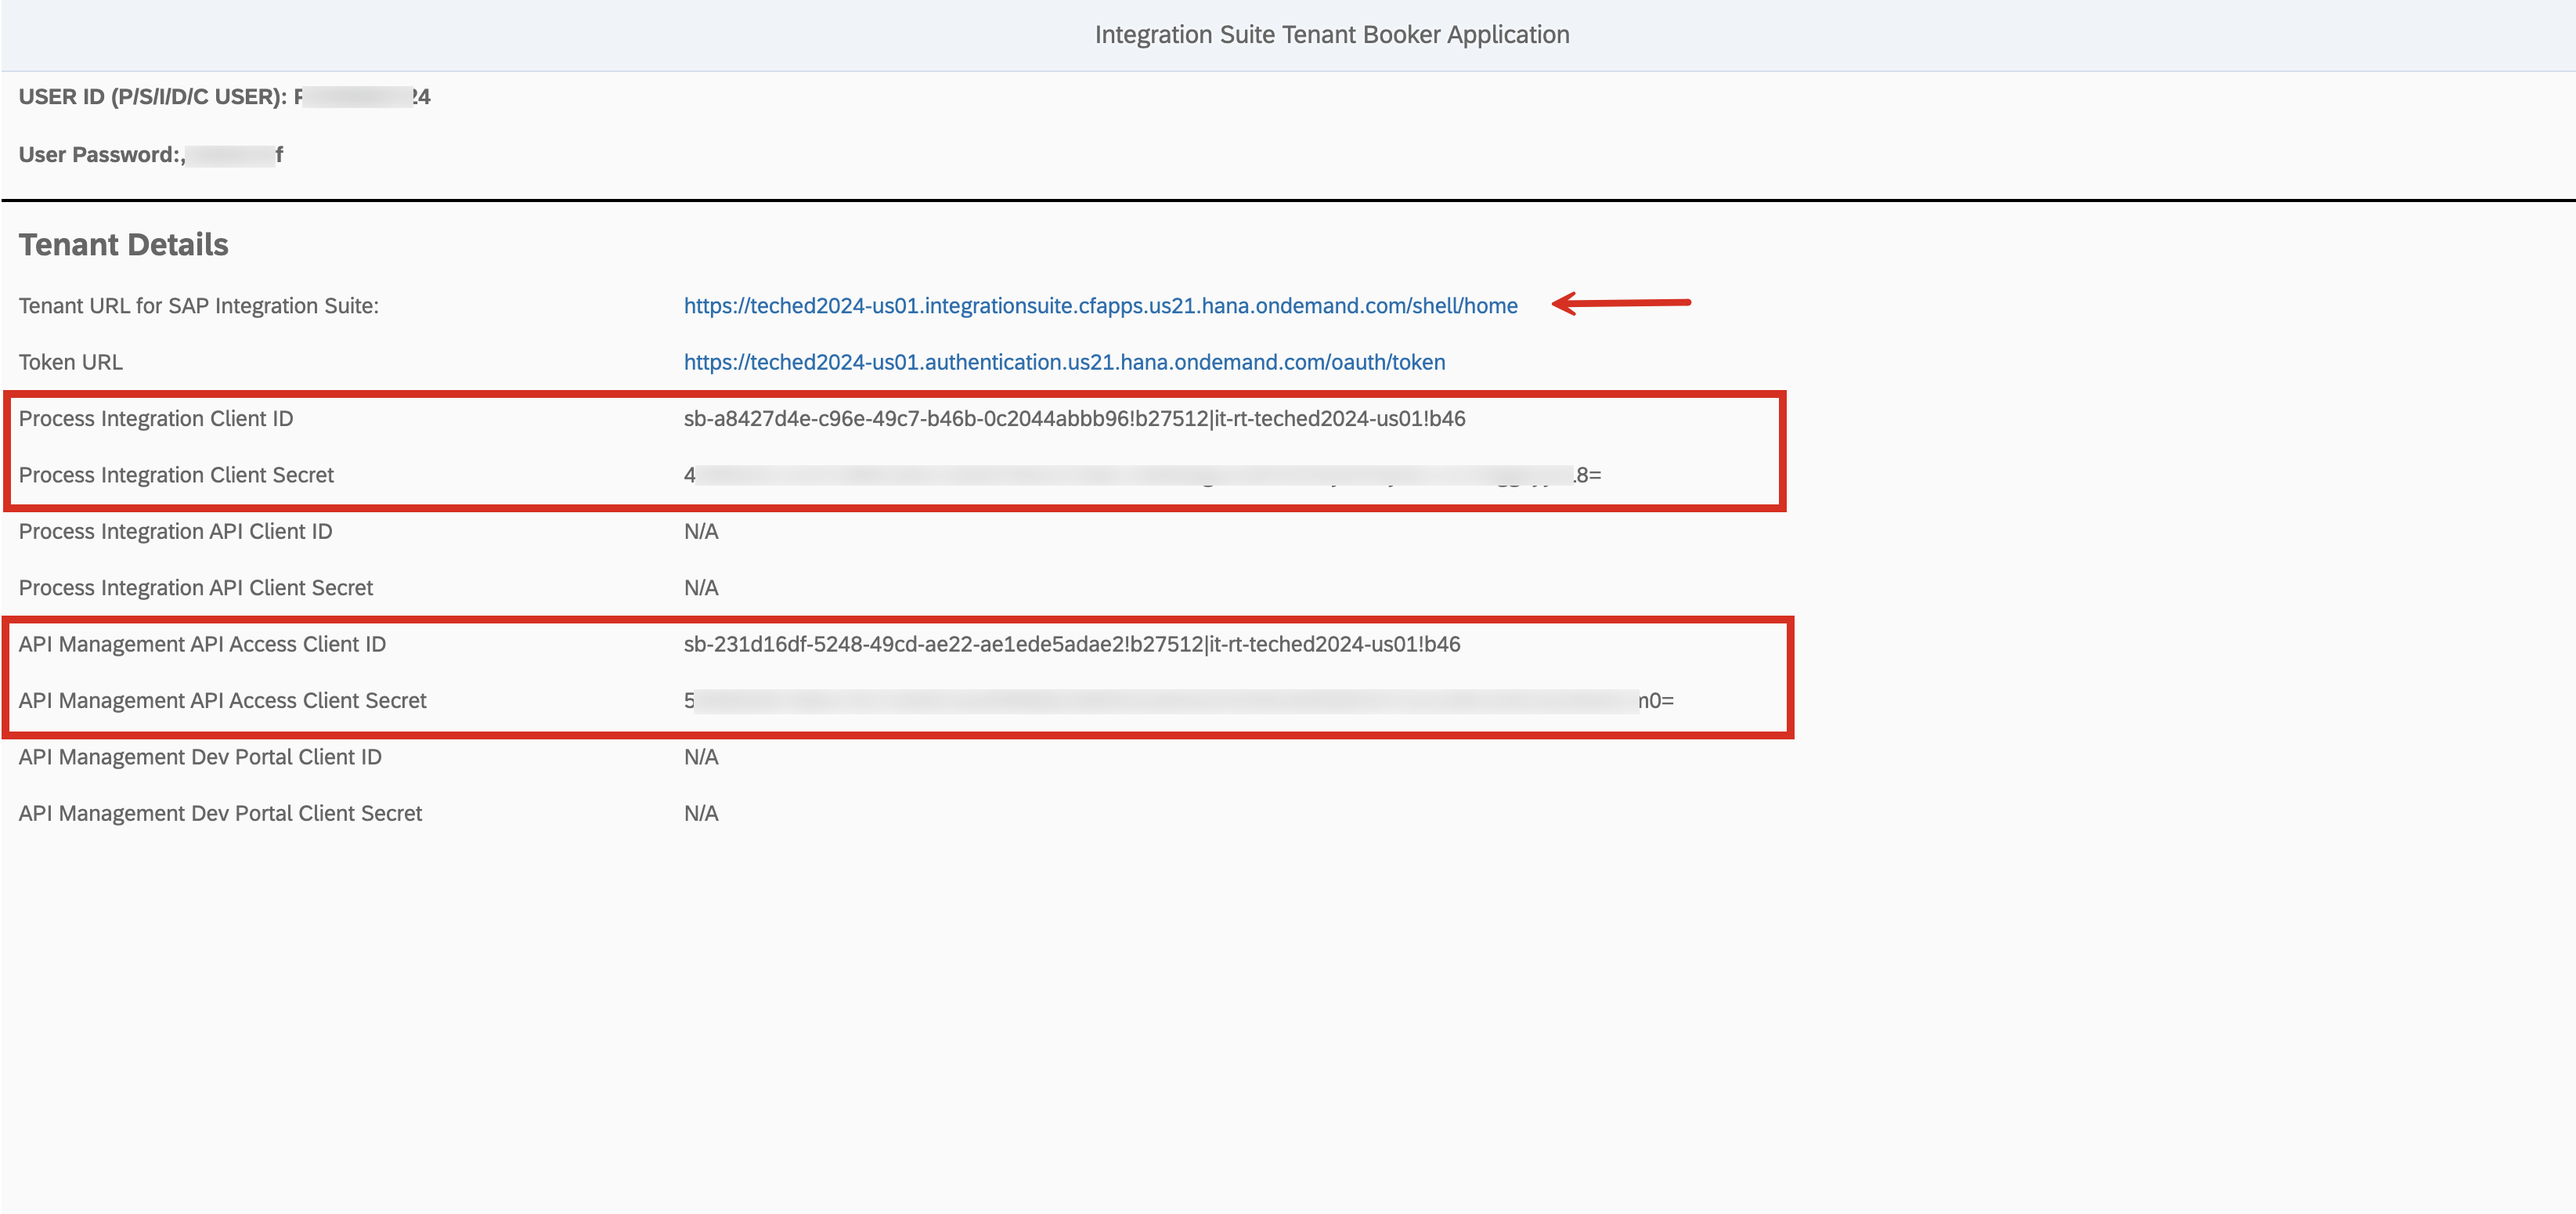 Integration Suite Tenant Booker Application
USER ID (P/S/I/D/C USER): 24
User Password:, f
Tenant Details
Tenant URL for SAP Integration Suite: https://teched2024-us01.integrationsuite.cfapps.us21.hana.ondemand.com/shell/home
Token URL https://teched2024-us01.authentication.us21.hana.ondemand.com/oauth/token
Process Integration Client ID sb-a8427d4e-c96e-49c7-b46b-0c2044abbb96!b27512|it-rt-teched2024-us01!b46
Process Integration Client Secret 4 8=
Process Integration API Client ID N/A
Process Integration API Client Secret N/A
API Management API Access Client ID sb-231d16df-5248-49cd-ae22-ae1ede5adae2!b27512|it-rt-teched2024-us01!b46
API Management API Access Client Secret 5 0=
API Management Dev Portal Client ID N/A
API Management Dev Portal Client Secret N/A